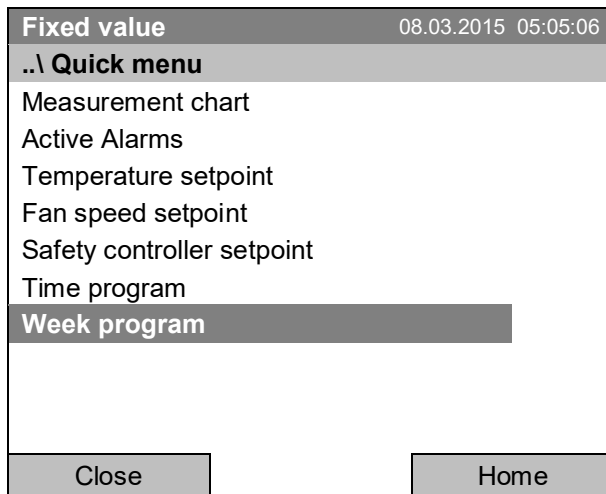 Fixed value 08.03.2015 05:05:06
..\ Quick menu
Measurement chart
Active Alarms
Temperature setpoint
Fan speed setpoint
Safety controller setpoint
Time program
Week program
Close Home